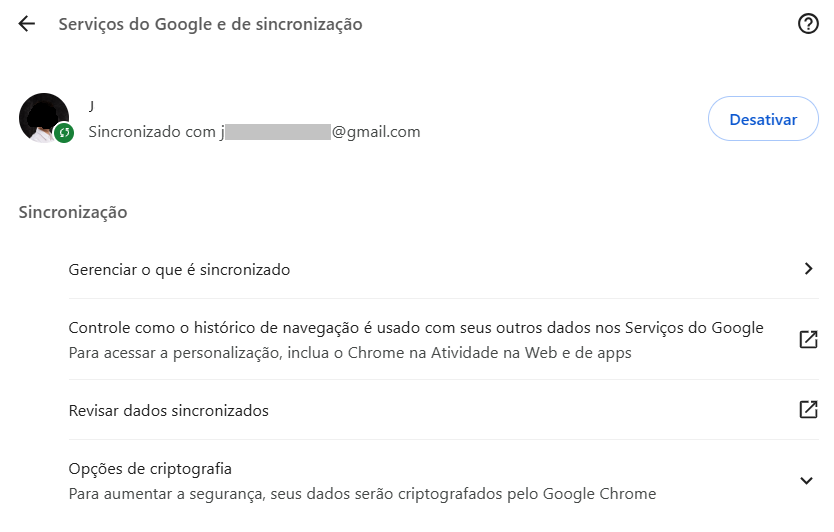 Serviços do Google e de sincronização
J
Sincronizado com j @gmail.com
Desativar
Sincronização
Gerenciar o que é sincronizado
Controle como o histórico de navegação é usado com seus outros dados nos Serviços do Google
Para acessar a personalização, inclua o Chrome na Atividade na Web e de apps
Revisar dados sincronizados
Opções de criptografia
Para aumentar a segurança, seus dados serão criptografados pelo Google Chrome